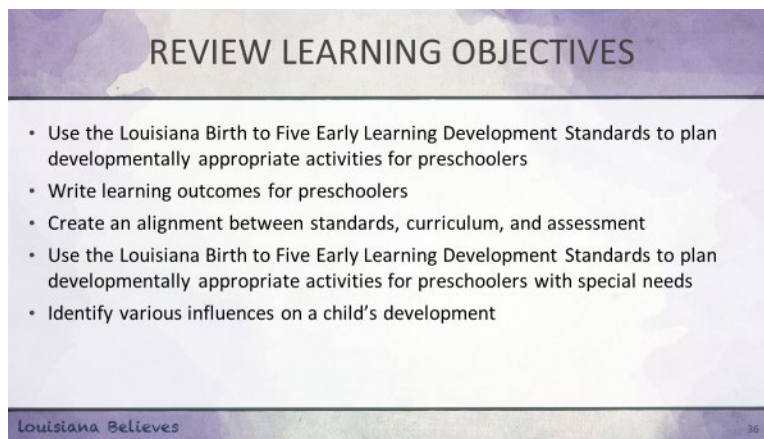 REVIEW LEARNING OBJECTIVES
• Use the Louisiana Birth to Five Early Learning Development Standards to plan
developmentally appropriate activities for preschoolers
• Write learning outcomes for preschoolers
• Create an alignment between standards, curriculum, and assessment
• Use the Louisiana Birth to Five Early Learning Development Standards to plan
developmentally appropriate activities for preschoolers with special needs
• Identify various influences on a child's development
Louisiana Believes
36